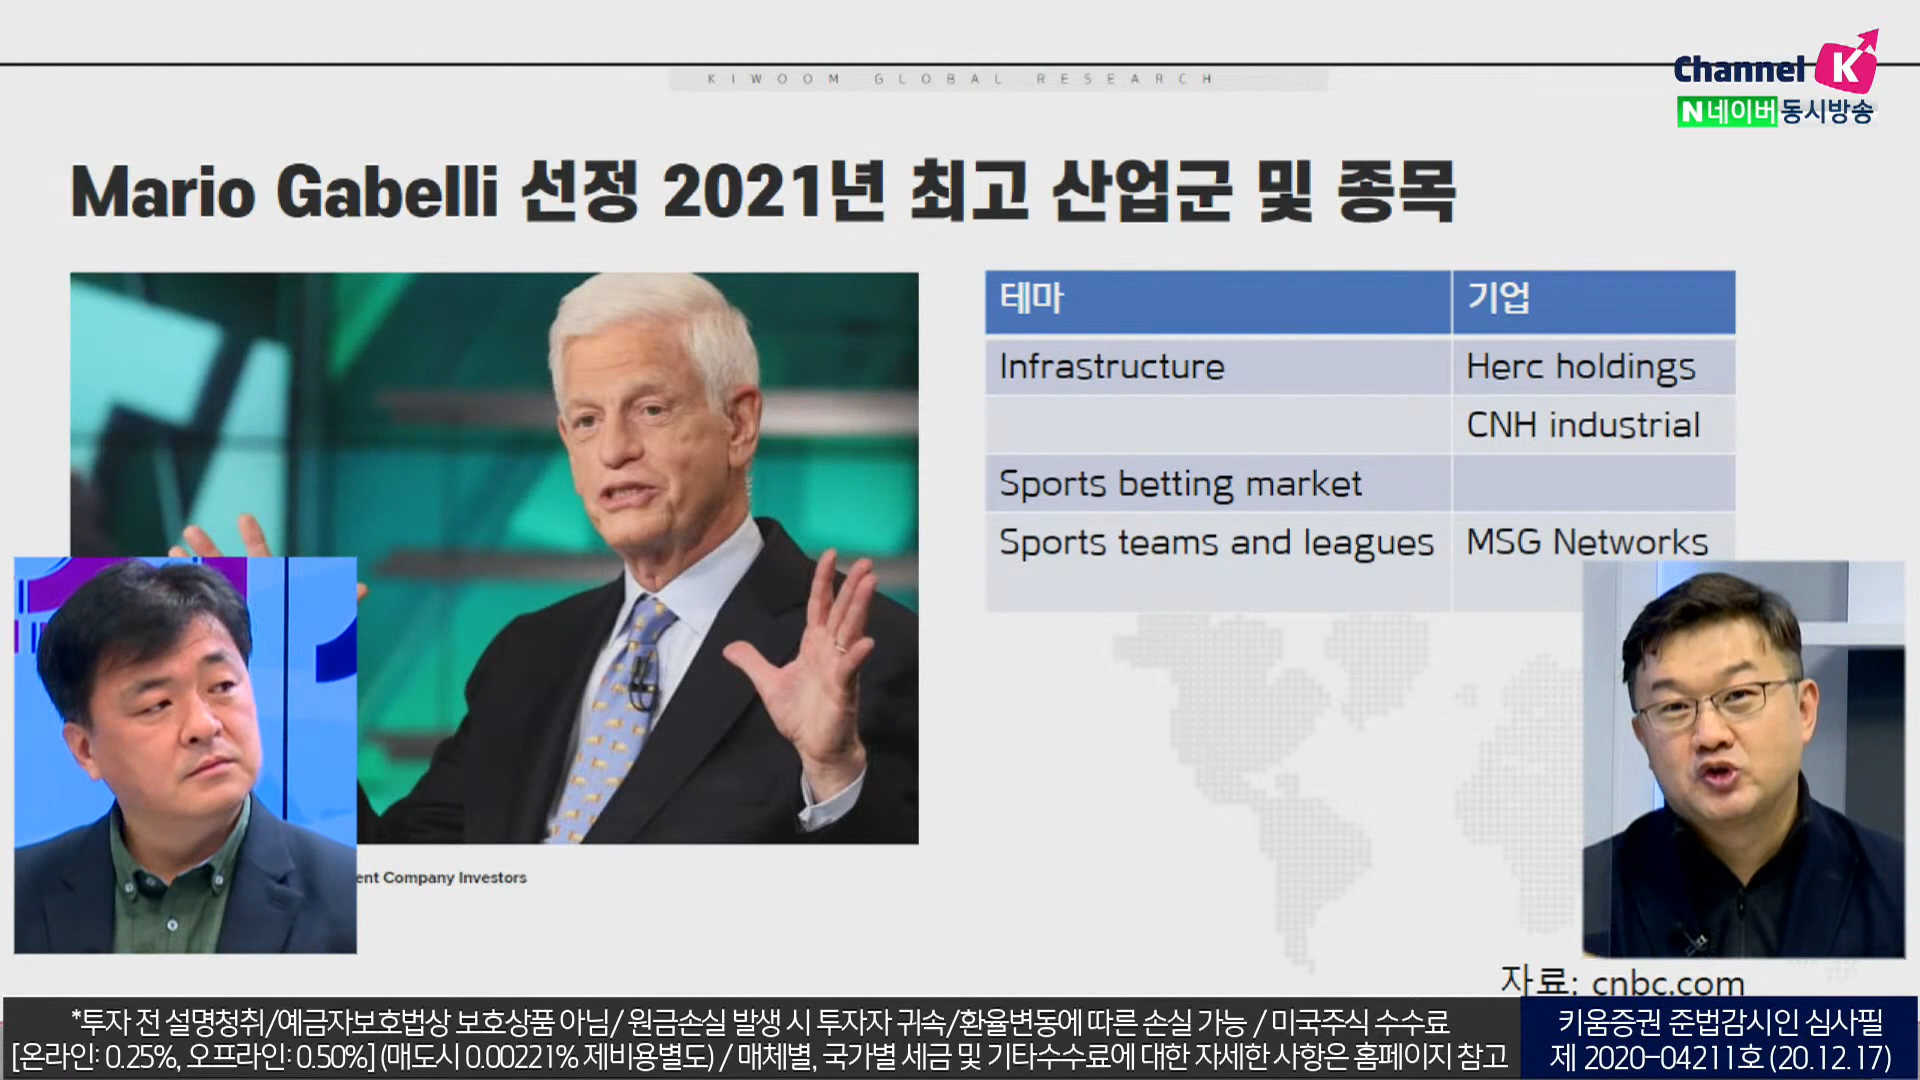 KIWOOM GLOBAL RESEARCH
Channel K
N네이버 동시방송
Mario Gabelli 선정 2021년 최고 산업군 및 종목
테마 기업
Infrastructure Herc holdings
CNH industrial
Sports betting market
Sports teams and leagues MSG Networks
ent Company Investors
자료: cnbc.com
*투자 전 설명청취/예금자보호법상 보호상품 아님/ 원금손실 발생 시 투자자 귀속/환율변동에 따른 손실 가능 / 미국주식 수수료
[온라인: 0.25%, 오프라인: 0.50%] (매도시 0.00221% 제비용별도) / 매체별, 국가별 세금 및 기타수수료에 대한 자세한 사항은 홈페이지 참고
키움증권 준법감시인 심사필
제 2020-04211호 (20.12.17)